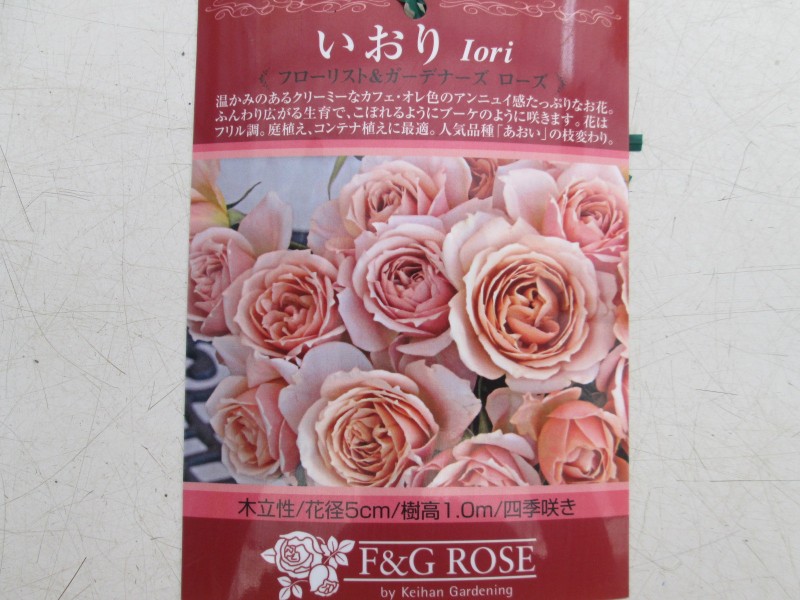 いおり Iori
《 フローリスト&ガーデナーズ ローズ 》
温かみのあるクリーミーなカフェ・オレ色のアンニュイ感たっぷりなお花。
ふんわり広がる生育で、こぼれるようにブーケのように咲きます。花は
フリル調。庭植え、コンテナ植えに最適。人気品種「あおい」の枝変わり。
木立性/花径5cm/樹高1.0m/四季咲き
F&G ROSE
by Keihan Gardening